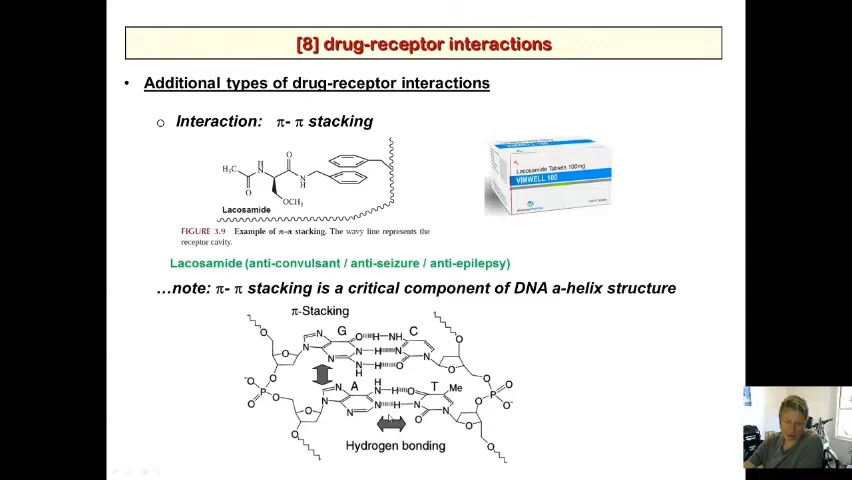 [8] drug-receptor interactions
• Additional types of drug-receptor interactions
o Interaction: π- π stacking
H₃C
H
N
O
O
N
H
OCH₃
Lacosamide
FIGURE 3.9 Example of π–π stacking. The wavy line represents the
receptor cavity.
Lacosamide Tablets 100mg
VIMWELL 100
Lacosamide (anti-convulsant / anti-seizure / anti-epilepsy)
…note: π- π stacking is a critical component of DNA a-helix structure
π-Stacking
G
C
A
T
Me
Hydrogen bonding